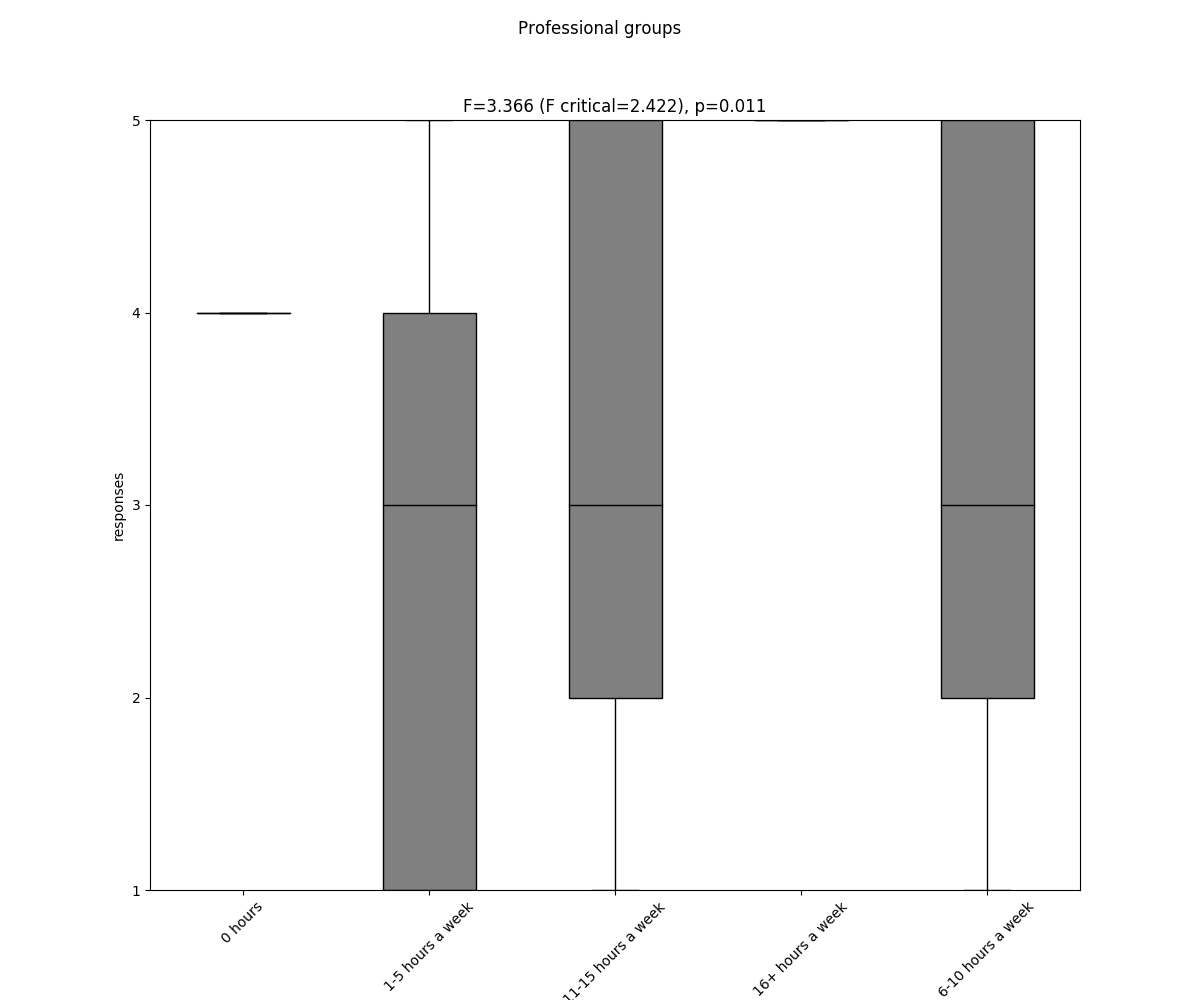 Professional groups
F=3.366 (F critical=2.422), p=0.011
5
4
3
2
1
responses
0 hours
1-5 hours a week
11-15 hours a week
16+ hours a week
6-10 hours a week